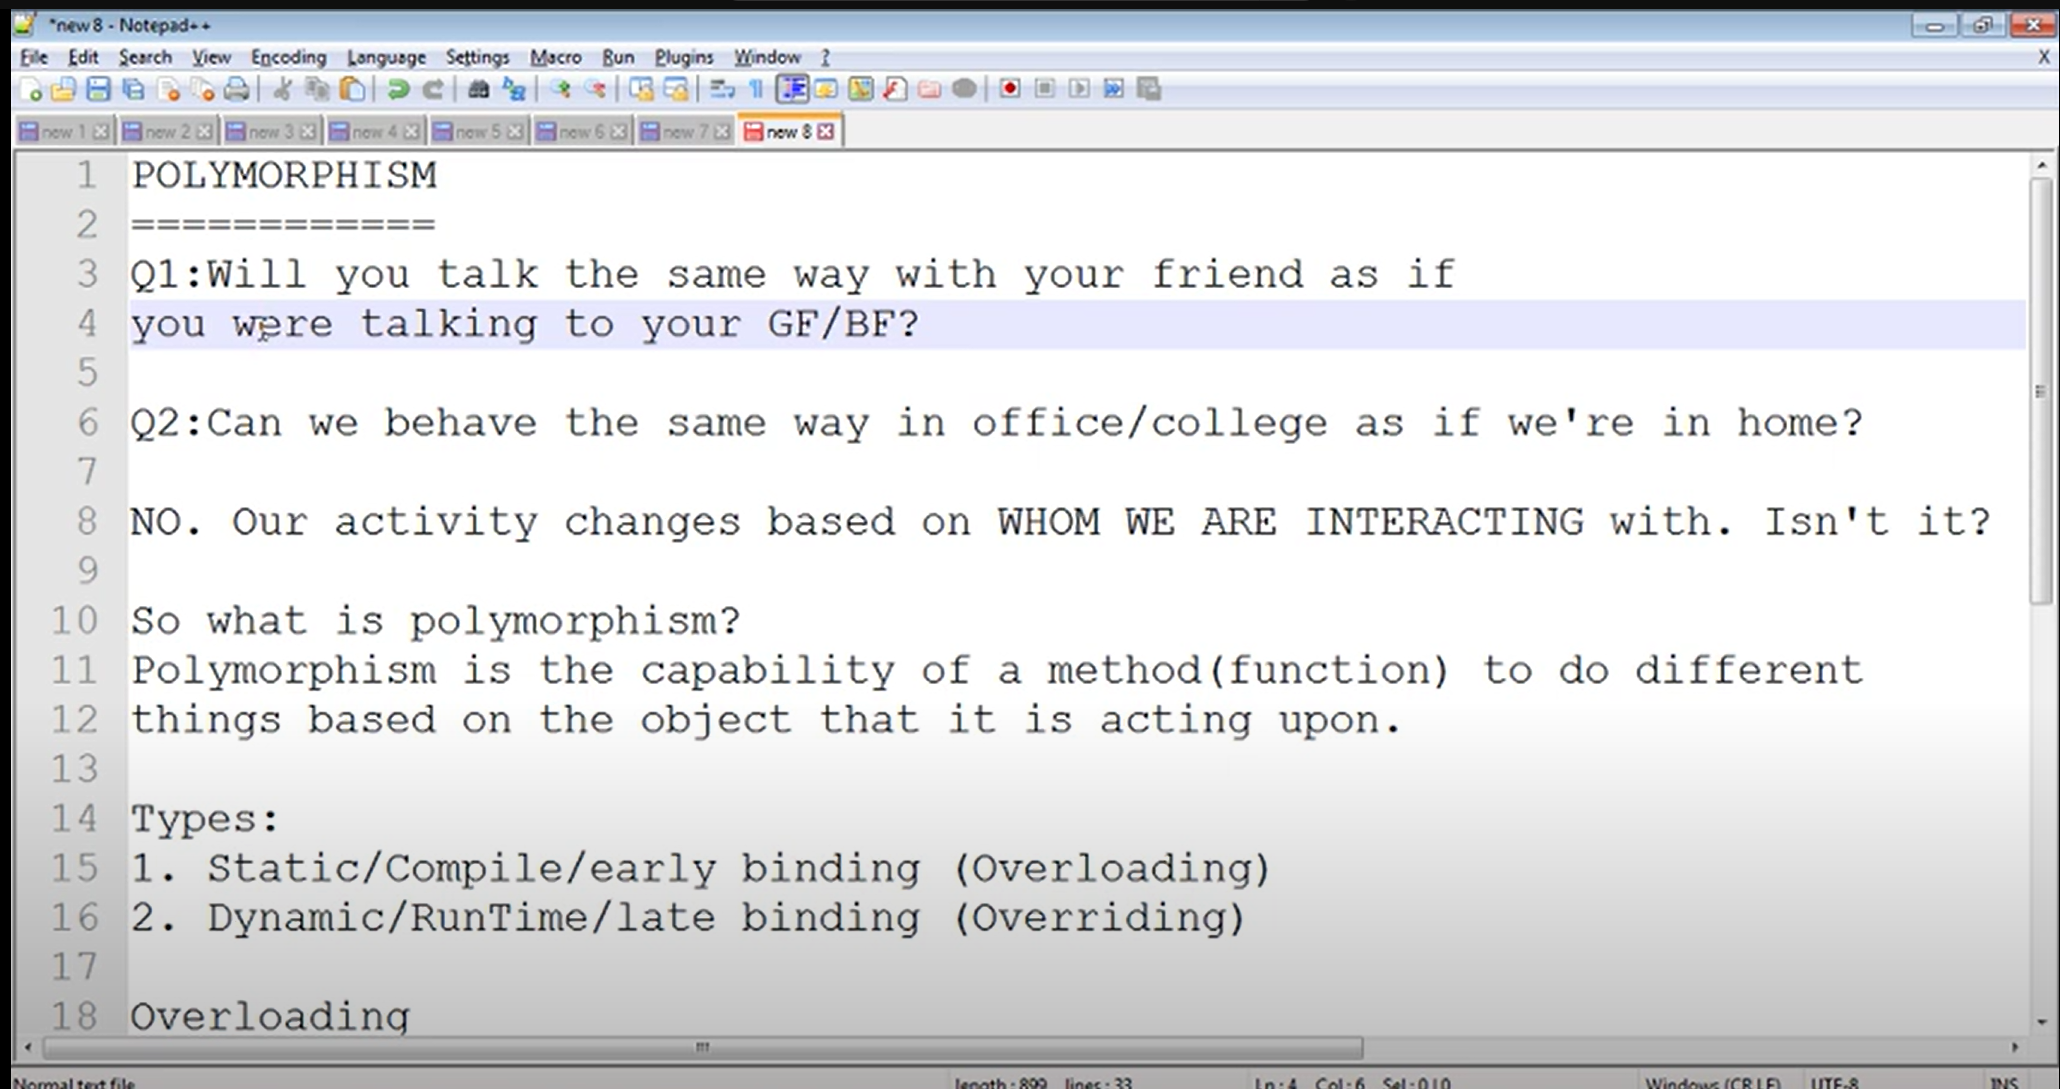 *new 8 - Notepad++
File Edit Search View Encoding Language Settings Macro Run Plugins Window ? X
new 1 new 2 new 3 new 4 new 5 new 6 new 7 new 8
1 POLYMORPHISM
2 ============
3 Q1:Will you talk the same way with your friend as if
4 you were talking to your GF/BF?
5
6 Q2:Can we behave the same way in office/college as if we're in home?
7
8 NO. Our activity changes based on WHOM WE ARE INTERACTING with. Isn't it?
9
10 So what is polymorphism?
11 Polymorphism is the capability of a method(function) to do different
12 things based on the object that it is acting upon.
13
14 Types:
15 1. Static/Compile/early binding (Overloading)
16 2. Dynamic/RunTime/late binding (Overriding)
17
18 Overloading
Normal text file length : 899 lines : 33 Ln : 4 Col : 6 Sel : 0 | 0 Windows (CR LF) UTF-8 INS